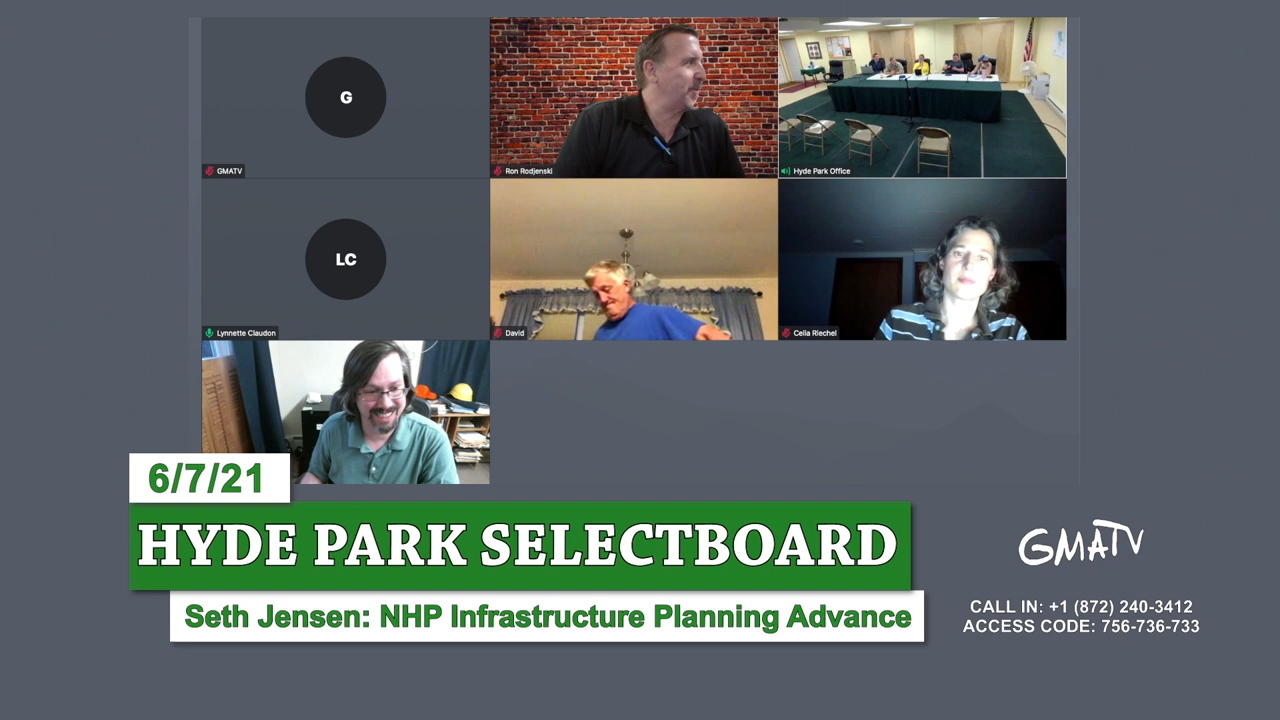 G
GMATV
Ron Rodjenski
Hyde Park Office
LC
Lynnette Claudon
David
Celia Riechel
6/7/21
HYDE PARK SELECTBOARD
Seth Jensen: NHP Infrastructure Planning Advance
GMATV
CALL IN: +1 (872) 240-3412
ACCESS CODE: 756-736-733